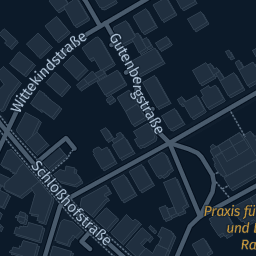 Wittekindstraße
Gutenbergstraße
Schloßhofstraße
Praxis fü
und
Ra